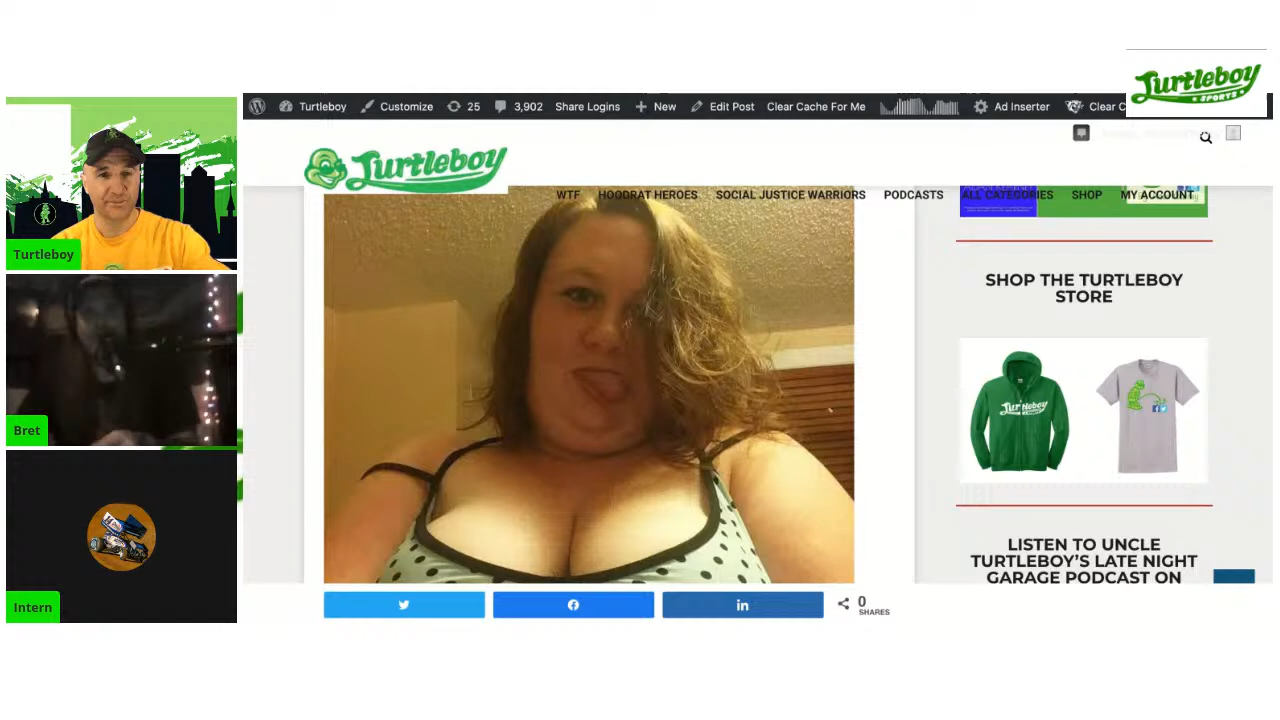 Turtleboy
SPORTS
Turtleboy
Customize
25
3,902
Share Logins
New
Edit Post
Clear Cache For Me
Ad Inserter
Clear C
Turtleboy
WTF
HOODRAT HEROES
SOCIAL JUSTICE WARRIORS
PODCASTS
ALL CATEGORIES
SHOP
MY ACCOUNT
Turtleboy
Bret
Intern
SHOP THE TURTLEBOY
STORE
Turtleboy
LISTEN TO UNCLE
TURTLEBOY’S LATE NIGHT
GARAGE PODCAST ON
0
SHARES